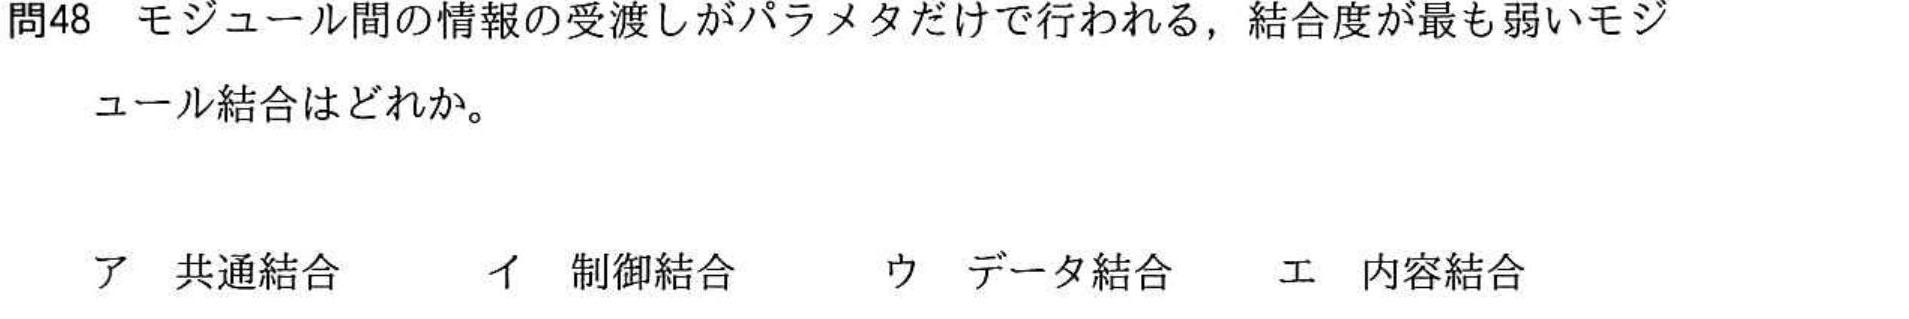 問48 モジュール間の情報の受渡しがパラメタだけで行われる，結合度が最も弱いモジ
ュール結合はどれか。
ア 共通結合 イ 制御結合 ウ データ結合 エ 内容結合